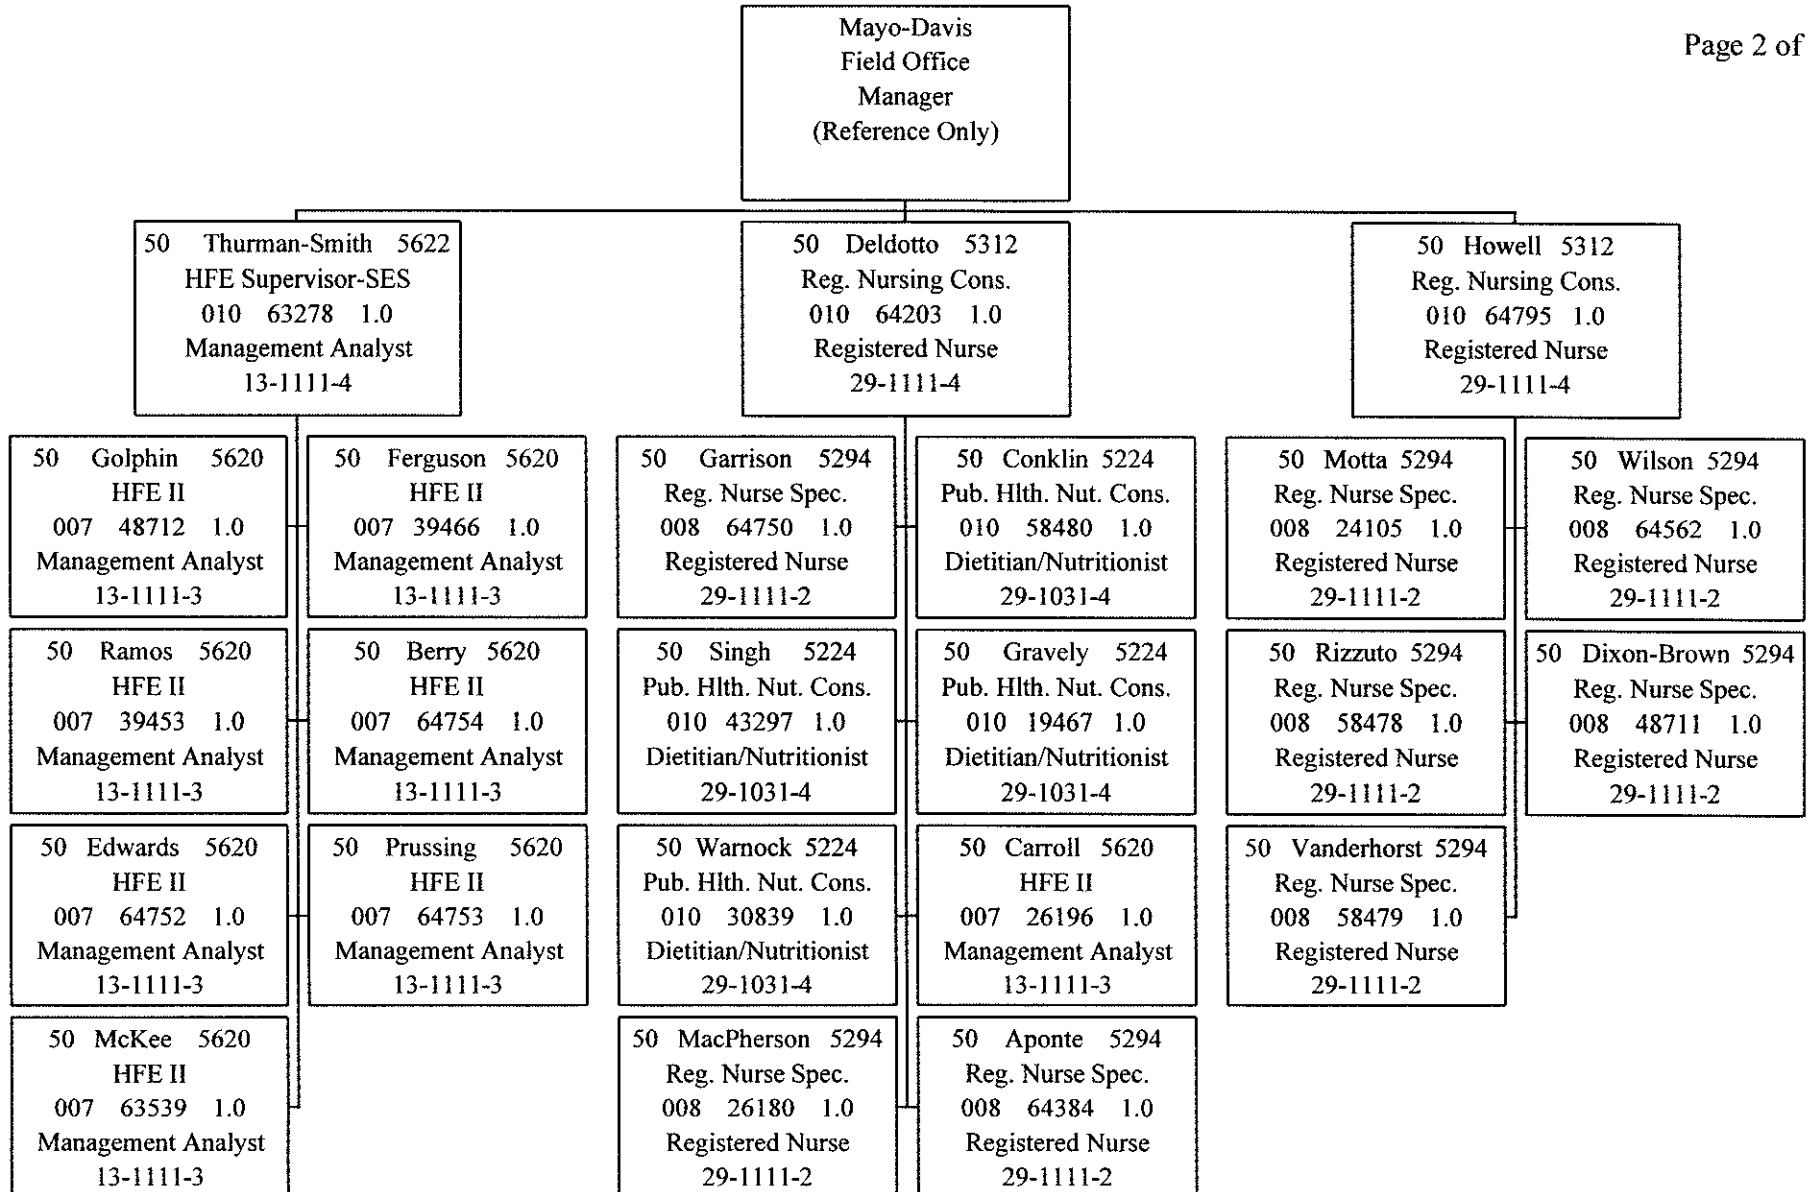 Page 2 of
Mayo-Davis
Field Office
Manager
(Reference Only)
50 Thurman-Smith 5622
HFE Supervisor-SES
010 63278 1.0
Management Analyst
13-1111-4
50 Deldotto 5312
Reg. Nursing Cons.
010 64203 1.0
Registered Nurse
29-1111-4
50 Howell 5312
Reg. Nursing Cons.
010 64795 1.0
Registered Nurse
29-1111-4
50 Golphin 5620
HFE II
007 48712 1.0
Management Analyst
13-1111-3
50 Ferguson 5620
HFE II
007 39466 1.0
Management Analyst
13-1111-3
50 Garrison 5294
Reg. Nurse Spec.
008 64750 1.0
Registered Nurse
29-1111-2
50 Conklin 5224
Pub. Hlth. Nut. Cons.
010 58480 1.0
Dietitian/Nutritionist
29-1031-4
50 Motta 5294
Reg. Nurse Spec.
008 24105 1.0
Registered Nurse
29-1111-2
50 Wilson 5294
Reg. Nurse Spec.
008 64562 1.0
Registered Nurse
29-1111-2
50 Ramos 5620
HFE II
007 39453 1.0
Management Analyst
13-1111-3
50 Berry 5620
HFE II
007 64754 1.0
Management Analyst
13-1111-3
50 Singh 5224
Pub. Hlth. Nut. Cons.
010 43297 1.0
Dietitian/Nutritionist
29-1031-4
50 Gravely 5224
Pub. Hlth. Nut. Cons.
010 19467 1.0
Dietitian/Nutritionist
29-1031-4
50 Rizzuto 5294
Reg. Nurse Spec.
008 58478 1.0
Registered Nurse
29-1111-2
50 Dixon-Brown 5294
Reg. Nurse Spec.
008 48711 1.0
Registered Nurse
29-1111-2
50 Edwards 5620
HFE II
007 64752 1.0
Management Analyst
13-1111-3
50 Prussing 5620
HFE II
007 64753 1.0
Management Analyst
13-1111-3
50 Warnock 5224
Pub. Hlth. Nut. Cons.
010 30839 1.0
Dietitian/Nutritionist
29-1031-4
50 Carroll 5620
HFE II
007 26196 1.0
Management Analyst
13-1111-3
50 Vanderhorst 5294
Reg. Nurse Spec.
008 58479 1.0
Registered Nurse
29-1111-2
50 McKee 5620
HFE II
007 63539 1.0
Management Analyst
13-1111-3
50 MacPherson 5294
Reg. Nurse Spec.
008 26180 1.0
Registered Nurse
29-1111-2
50 Aponte 5294
Reg. Nurse Spec.
008 64384 1.0
Registered Nurse
29-1111-2